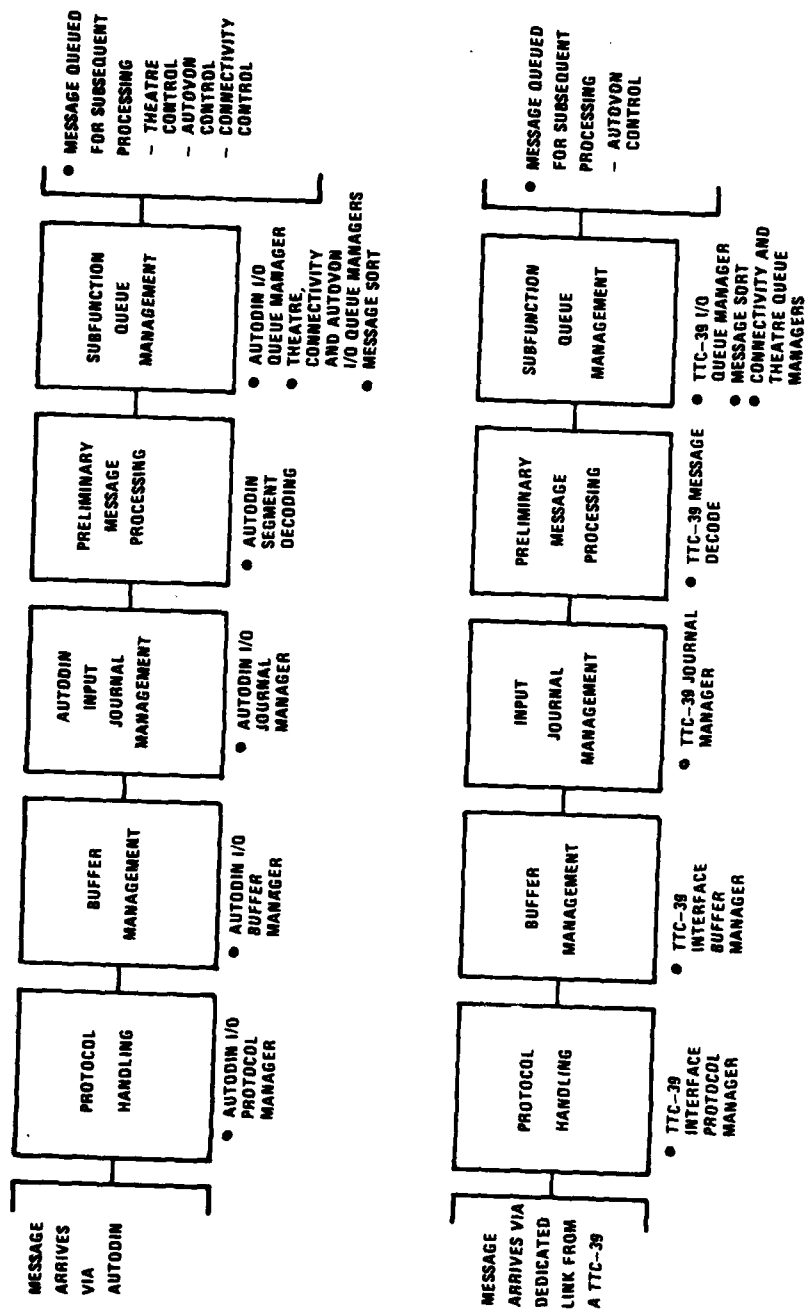 MESSAGE
ARRIVES
VIA
AUTODIN
PROTOCOL
HANDLING
● AUTODIN I/O
PROTOCOL
MANAGER
BUFFER
MANAGEMENT
● AUTODIN I/O
BUFFER
MANAGER
AUTODIN
INPUT
JOURNAL
MANAGEMENT
● AUTODIN I/O
JOURNAL
MANAGER
PRELIMINARY
MESSAGE
PROCESSING
● AUTODIN
SEGMENT
DECODING
SUBFUNCTION
QUEUE
MANAGEMENT
● AUTODIN I/O
QUEUE MANAGER
● THEATRE,
CONNECTIVITY
AND AUTOVON
I/O QUEUE MANAGERS
● MESSAGE SORT
● MESSAGE QUEUED
FOR SUBSEQUENT
PROCESSING
– THEATRE
CONTROL
– AUTOVON
CONTROL
– CONNECTIVITY
CONTROL
MESSAGE
ARRIVES VIA
DEDICATED
LINK FROM
A TTC-39
PROTOCOL
HANDLING
● TTC-39
INTERFACE
PROTOCOL
MANAGER
BUFFER
MANAGEMENT
● TTC-39
INTERFACE
BUFFER
MANAGER
INPUT
JOURNAL
MANAGEMENT
● TTC-39 JOURNAL
MANAGER
PRELIMINARY
MESSAGE
PROCESSING
● TTC-39 MESSAGE
DECODE
SUBFUNCTION
QUEUE
MANAGEMENT
● TTC-39 I/O
QUEUE MANAGER
● MESSAGE SORT
● CONNECTIVITY AND
THEATRE QUEUE
MANAGERS
● MESSAGE QUEUED
FOR SUBSEQUENT
PROCESSING
– AUTOVON
CONTROL